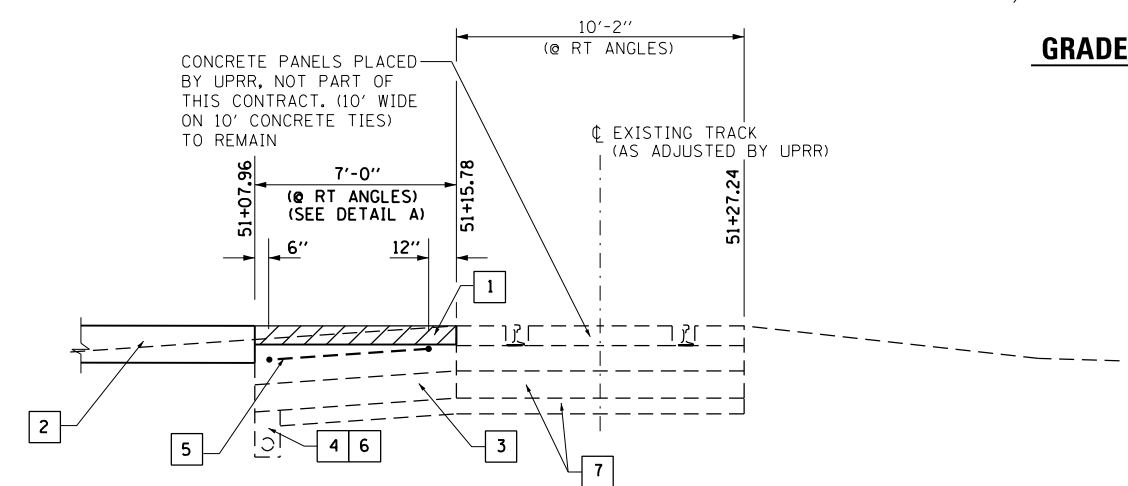 10'-2"
(@ RT ANGLES)
GRADE
CONCRETE PANELS PLACED
BY UPRR, NOT PART OF
THIS CONTRACT. (10' WIDE
ON 10' CONCRETE TIES)
TO REMAIN
℄ EXISTING TRACK
(AS ADJUSTED BY UPRR)
51+07.96
7'-0"
(@ RT ANGLES)
(SEE DETAIL A)
51+15.78
51+27.24
6"
12"
1
2
5
4 6
3
7